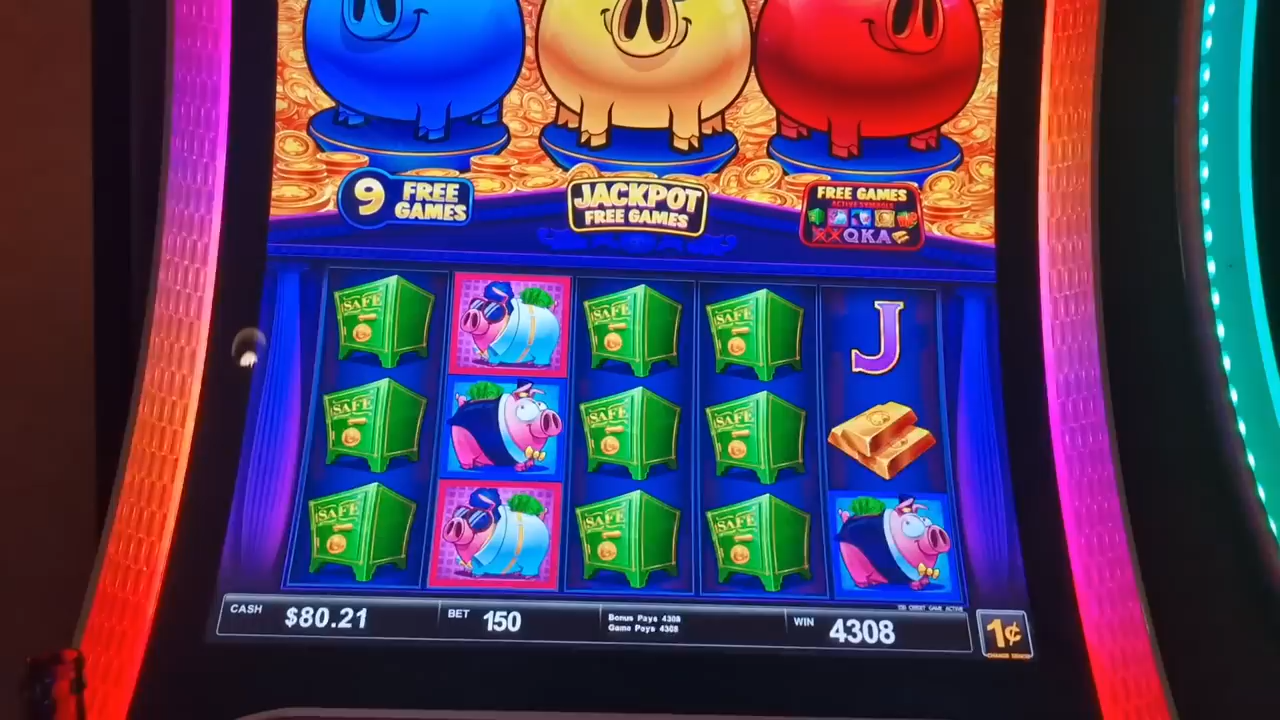 9 FREE
GAMES
JACKPOT
FREE GAMES
FREE GAMES
ACTIVE SYMBOLS
QKA
SAFE
SAFE
SAFE
J
SAFE
SAFE
SAFE
SAFE
SAFE
SAFE
CASH $80.21
BET 150
Bonus Pays 4308
Game Pays 4308
WIN 4308
1¢